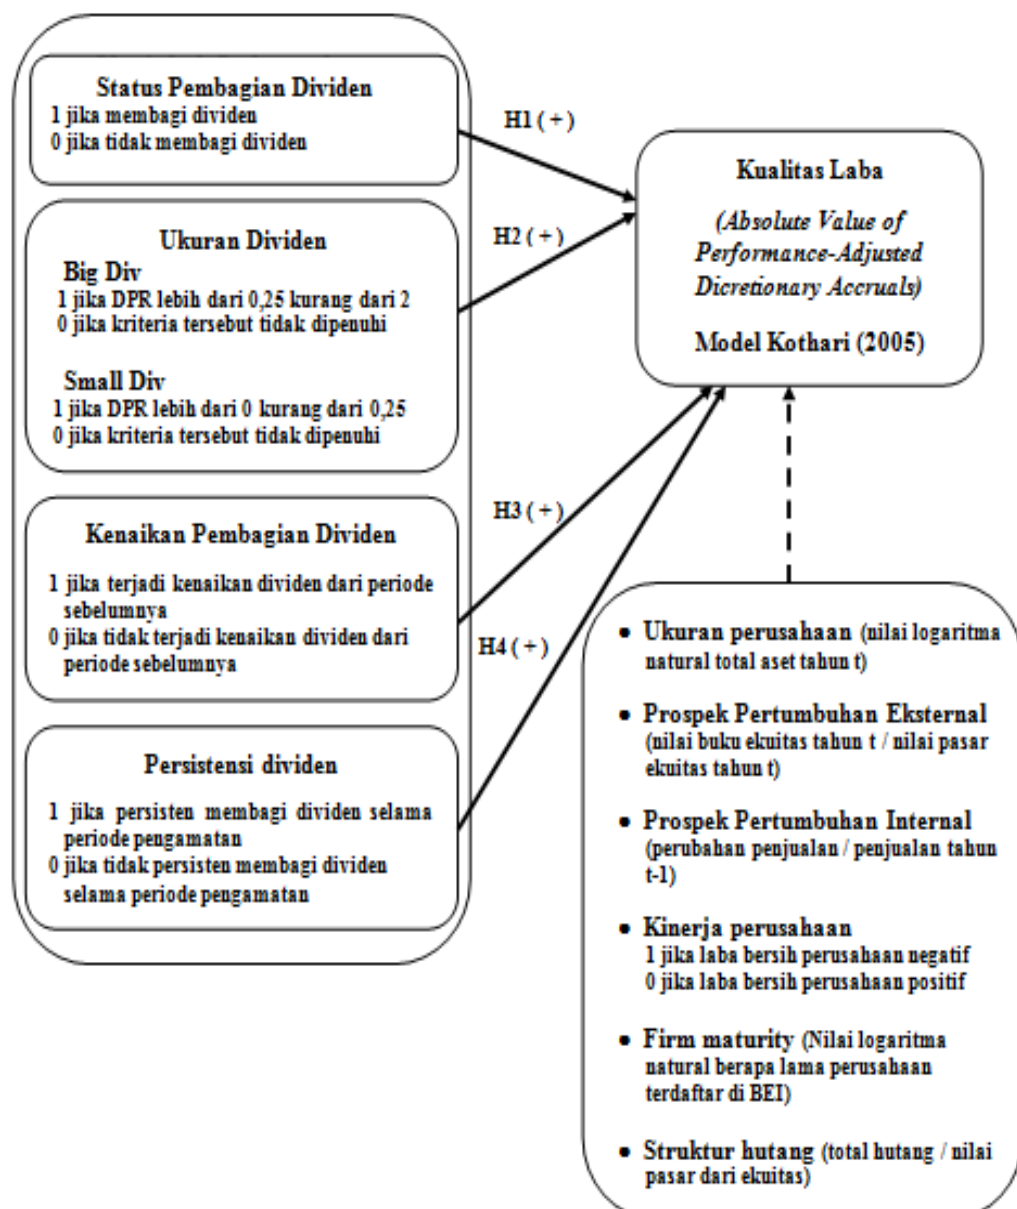 Status Pembagian Dividen
1 jika membagi dividen
0 jika tidak membagi dividen
Ukuran Dividen
Big Div
1 jika DPR lebih dari 0,25 kurang dari 2
0 jika kriteria tersebut tidak dipenuhi
Small Div
1 jika DPR lebih dari 0 kurang dari 0,25
0 jika kriteria tersebut tidak dipenuhi
Kenaikan Pembagian Dividen
1 jika terjadi kenaikan dividen dari periode
sebelumnya
0 jika tidak terjadi kenaikan dividen dari
periode sebelumnya
Persistensi dividen
1 jika persisten membagi dividen selama
periode pengamatan
0 jika tidak persisten membagi dividen
selama periode pengamatan
H1 ( + )
H2 ( + )
H3 ( + )
H4 ( + )
Kualitas Laba
(Absolute Value of
Performance-Adjusted
Dicretionary Accruals)
Model Kothari (2005)
• Ukuran perusahaan (nilai logaritma
natural total aset tahun t)
• Prospek Pertumbuhan Eksternal
(nilai buku ekuitas tahun t / nilai pasar
ekuitas tahun t)
• Prospek Pertumbuhan Internal
(perubahan penjualan / penjualan tahun
t-1)
• Kinerja perusahaan
1 jika laba bersih perusahaan negatif
0 jika laba bersih perusahaan positif
• Firm maturity (Nilai logaritma
natural berapa lama perusahaan
terdaftar di BEI)
• Struktur hutang (total hutang / nilai
pasar dari ekuitas)